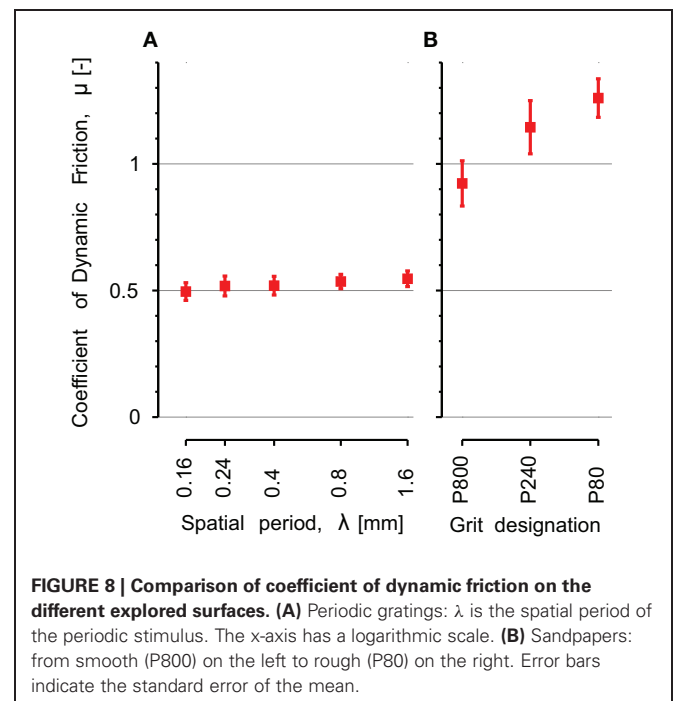 A
B
Coefficient of Dynamic Friction, μ [-]
1
0.5
0
0.16
0.24
0.4
0.8
1.6
Spatial period, λ [mm]
P800
P240
P80
Grit designation
FIGURE 8 | Comparison of coefficient of dynamic friction on the
different explored surfaces. (A) Periodic gratings: λ is the spatial period of
the periodic stimulus. The x-axis has a logarithmic scale. (B) Sandpapers:
from smooth (P800) on the left to rough (P80) on the right. Error bars
indicate the standard error of the mean.